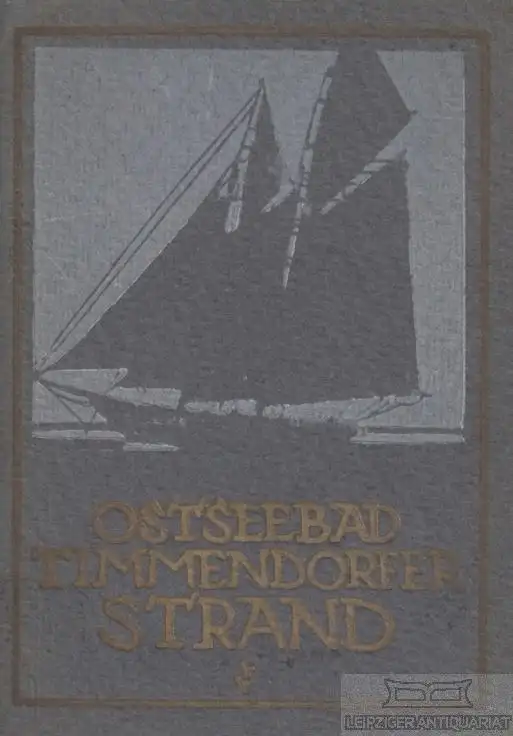 OSTSEEBAD
TIMMENDORFER
STRAND
LEIPZIGER ANTIQUARIAT